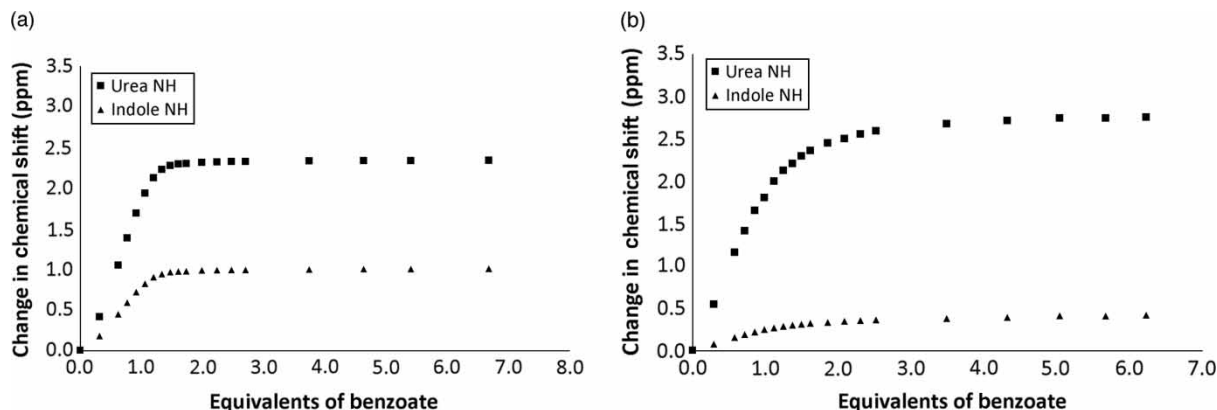 (a)
Change in chemical shift (ppm)
3.5
3.0
2.5
2.0
1.5
1.0
0.5
0.0
■ Urea NH
▲ Indole NH
0.0 1.0 2.0 3.0 4.0 5.0 6.0 7.0 8.0
Equivalents of benzoate
(b)
Change in chemical shift (ppm)
3.5
3.0
2.5
2.0
1.5
1.0
0.5
0.0
■ Urea NH
▲ Indole NH
0.0 1.0 2.0 3.0 4.0 5.0 6.0 7.0
Equivalents of benzoate